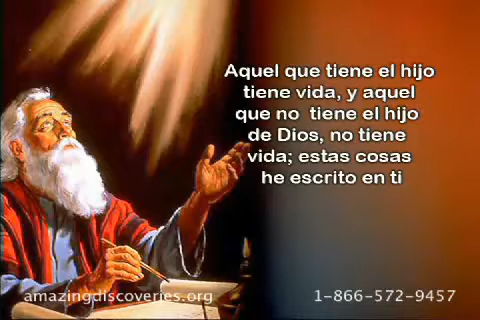 Aquel que tiene el hijo
tiene vida, y aquel
que no tiene el hijo
de Dios, no tiene
vida; estas cosas
he escrito en ti
amazingdiscoveries.org
1-866-572-9457